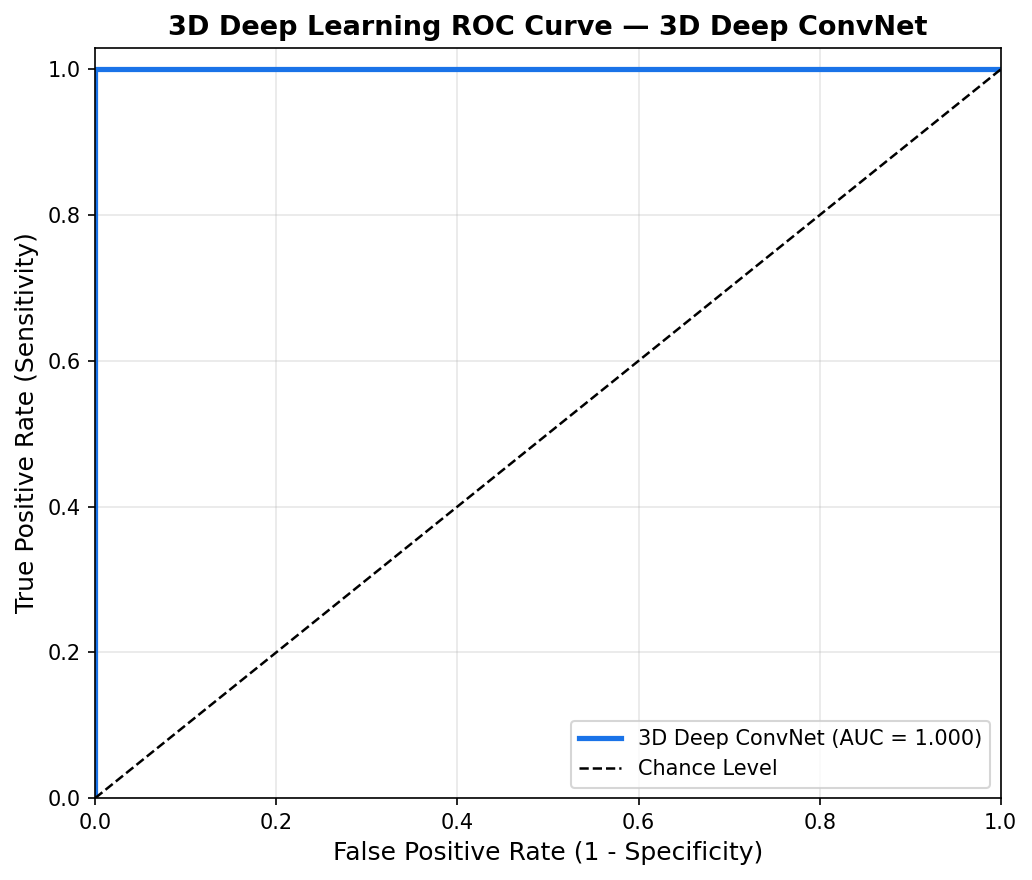 3D Deep Learning ROC Curve — 3D Deep ConvNet
True Positive Rate (Sensitivity)
1.0
0.8
0.6
0.4
0.2
0.0
0.0 0.2 0.4 0.6 0.8 1.0
False Positive Rate (1 - Specificity)
3D Deep ConvNet (AUC = 1.000)
Chance Level